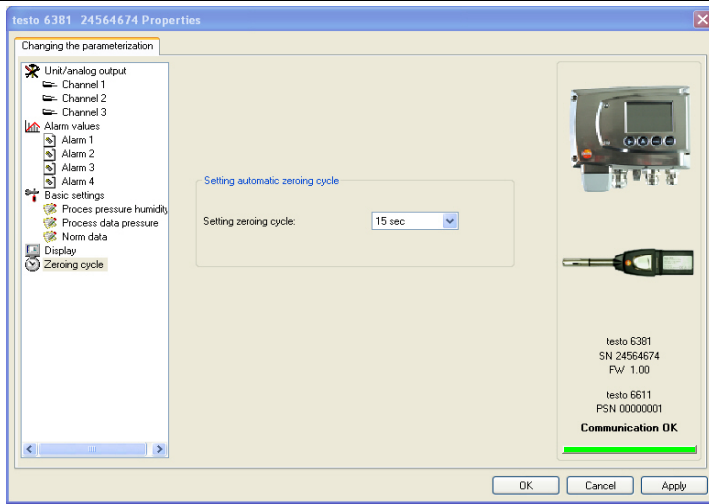 testo 6381 24564674 Properties
Changing the parameterization
Unit/analog output
Channel 1
Channel 2
Channel 3
Alarm values
Alarm 1
Alarm 2
Alarm 3
Alarm 4
Basic settings
Proces pressure humidity
Process data pressure
Norm data
Display
Zeroing cycle
Setting automatic zeroing cycle
Setting zeroing cycle:
15 sec
testo 6381
SN 24564674
FW 1.00
testo 6611
PSN 00000001
Communication OK
OK
Cancel
Apply